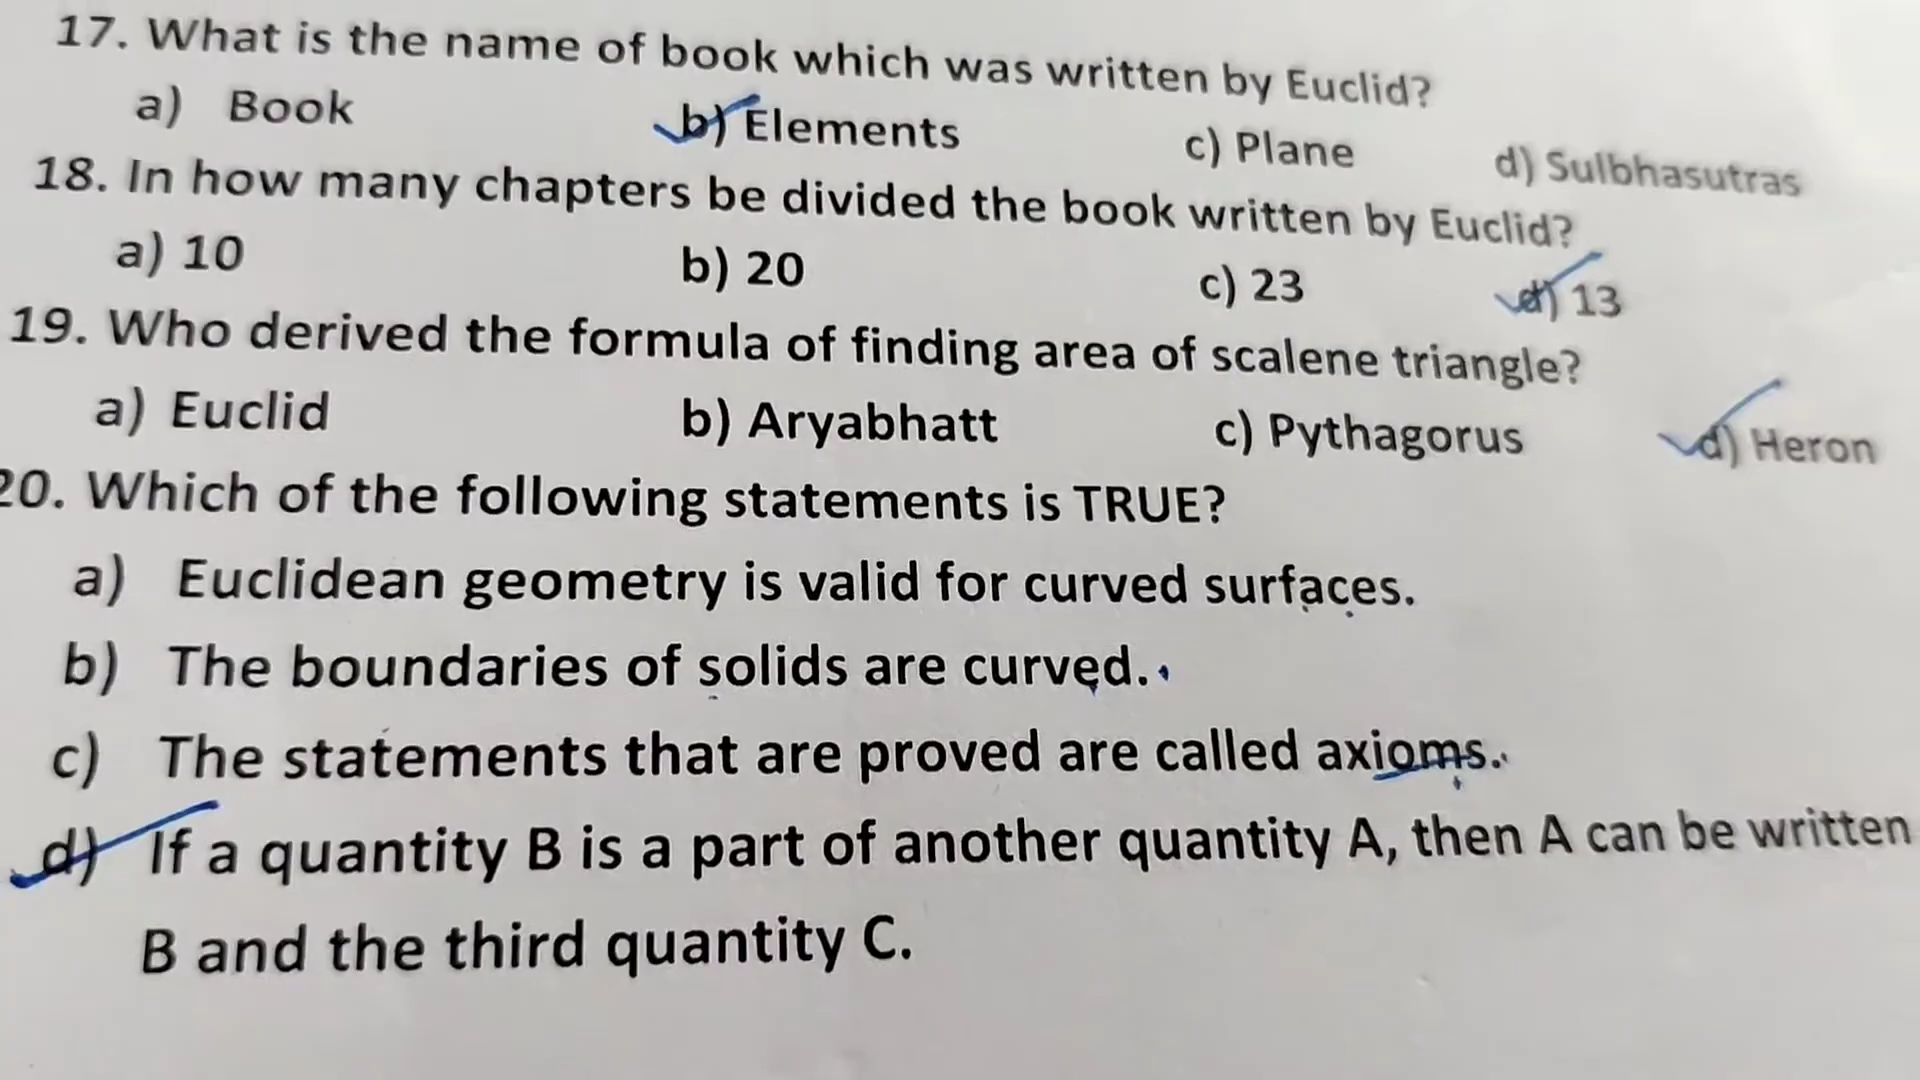 17. What is the name of book which was written by Euclid?
a) Book b) Elements c) Plane d) Sulbhasutras
18. In how many chapters be divided the book written by Euclid?
a) 10 b) 20 c) 23 d) 13
19. Who derived the formula of finding area of scalene triangle?
a) Euclid b) Aryabhatt c) Pythagorus d) Heron
20. Which of the following statements is TRUE?
a) Euclidean geometry is valid for curved surfaces.
b) The boundaries of solids are curved.
c) The statements that are proved are called axioms.
d) If a quantity B is a part of another quantity A, then A can be written
B and the third quantity C.